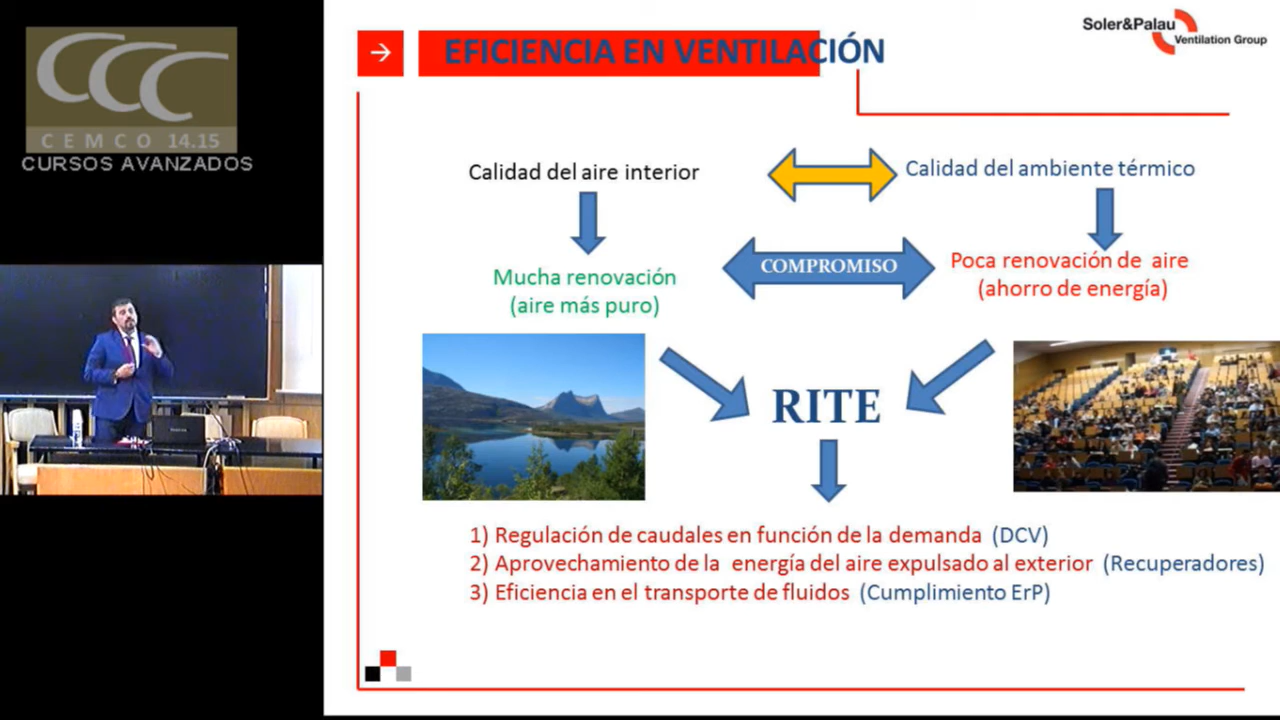 CCC
CEMCO 14.15
CURSOS AVANZADOS
EFICIENCIA EN VENTILACIÓN
Soler&Palau
Ventilation Group
Calidad del aire interior
Calidad del ambiente térmico
Mucha renovación
(aire más puro)
COMPROMISO
Poca renovación de aire
(ahorro de energía)
RITE
1) Regulación de caudales en función de la demanda (DCV)
2) Aprovechamiento de la energía del aire expulsado al exterior (Recuperadores)
3) Eficiencia en el transporte de fluidos (Cumplimiento ErP)